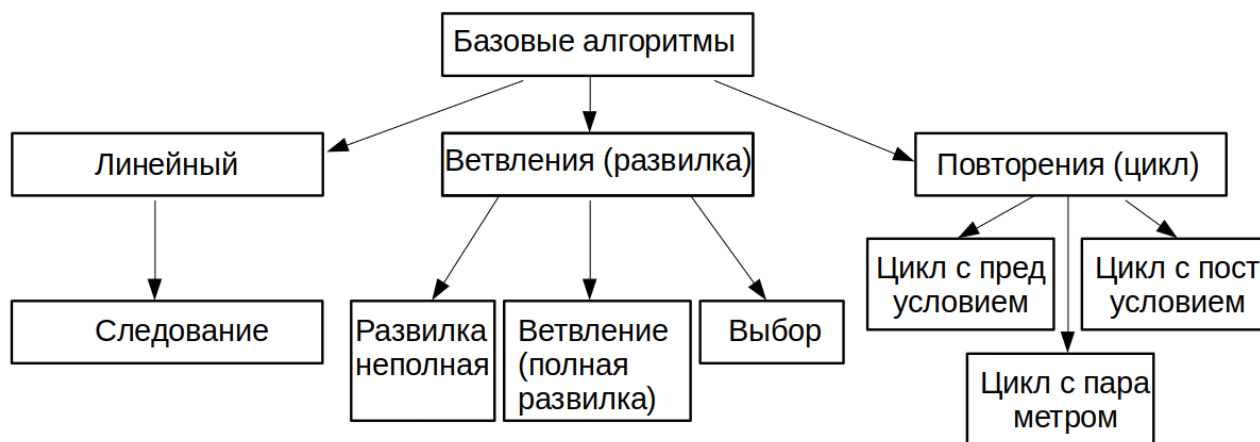 Базовые алгоритмы
Линейный
Ветвления (развилка)
Повторения (цикл)
Следование
Развилка
неполная
Ветвление
(полная
развилка)
Выбор
Цикл с пред
условием
Цикл с пост
условием
Цикл с пара
метром